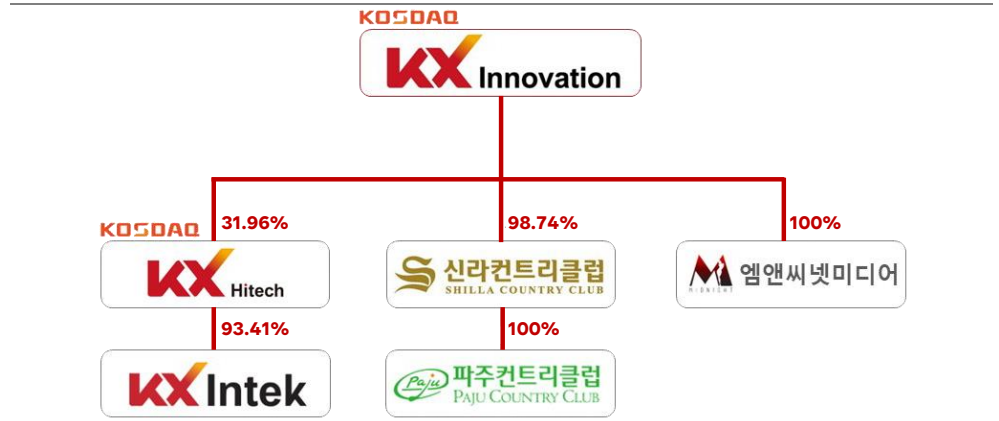 KOSDAQ
KX Innovation
KOSDAQ
31.96%
98.74%
100%
KX Hitech
신라컨트리클럽
SHILLA COUNTRY CLUB
MIDNIGHT
엠앤씨넷미디어
93.41%
100%
KX Intek
Paju
파주컨트리클럽
PAJU COUNTRY CLUB